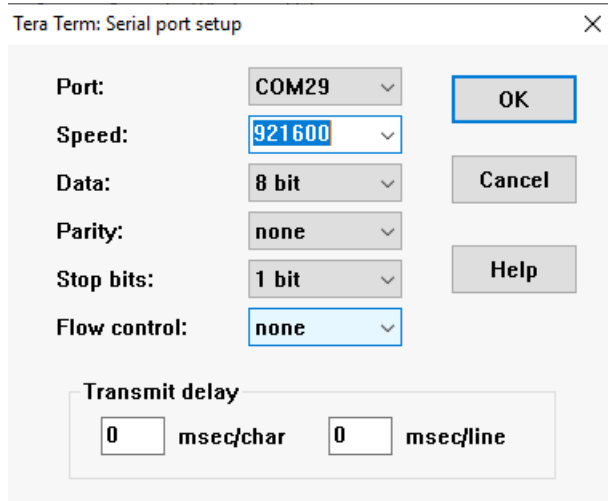 Tera Term: Serial port setup
Port: COM29 OK
Speed: 921600
Data: 8 bit Cancel
Parity: none
Stop bits: 1 bit Help
Flow control: none
Transmit delay
0 msec/char 0 msec/line